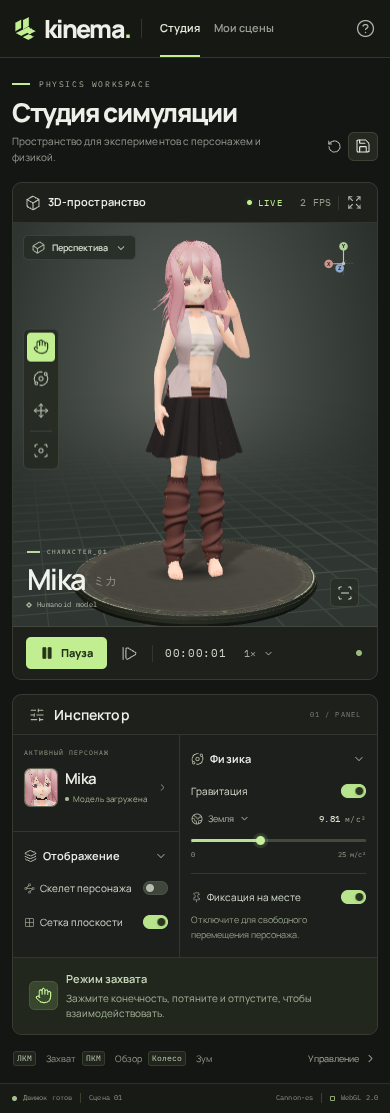 kinema.
Студия
Мои сцены
PHYSICS WORKSPACE
Студия симуляции
Пространство для экспериментов с персонажем и
физикой.
3D-пространство
LIVE
2 FPS
Перспектива
Y
X
Z
CHARACTER_01
Mika ミカ
Humanoid model
Пауза
00:00:01
1×
Инспектор
01 / PANEL
АКТИВНЫЙ ПЕРСОНАЖ
Mika
Модель загружена
Отображение
Скелет персонажа
Сетка плоскости
Физика
Гравитация
Земля
9.81 м/с²
0
25 м/с²
Фиксация на месте
Отключите для свободного
перемещения персонажа.
Режим захвата
Зажмите конечность, потяните и отпустите, чтобы
взаимодействовать.
ЛКМ Захват ПКМ Обзор Колесо Зум
Управление
Движок готов
Сцена 01
Cannon-es
WebGL 2.0